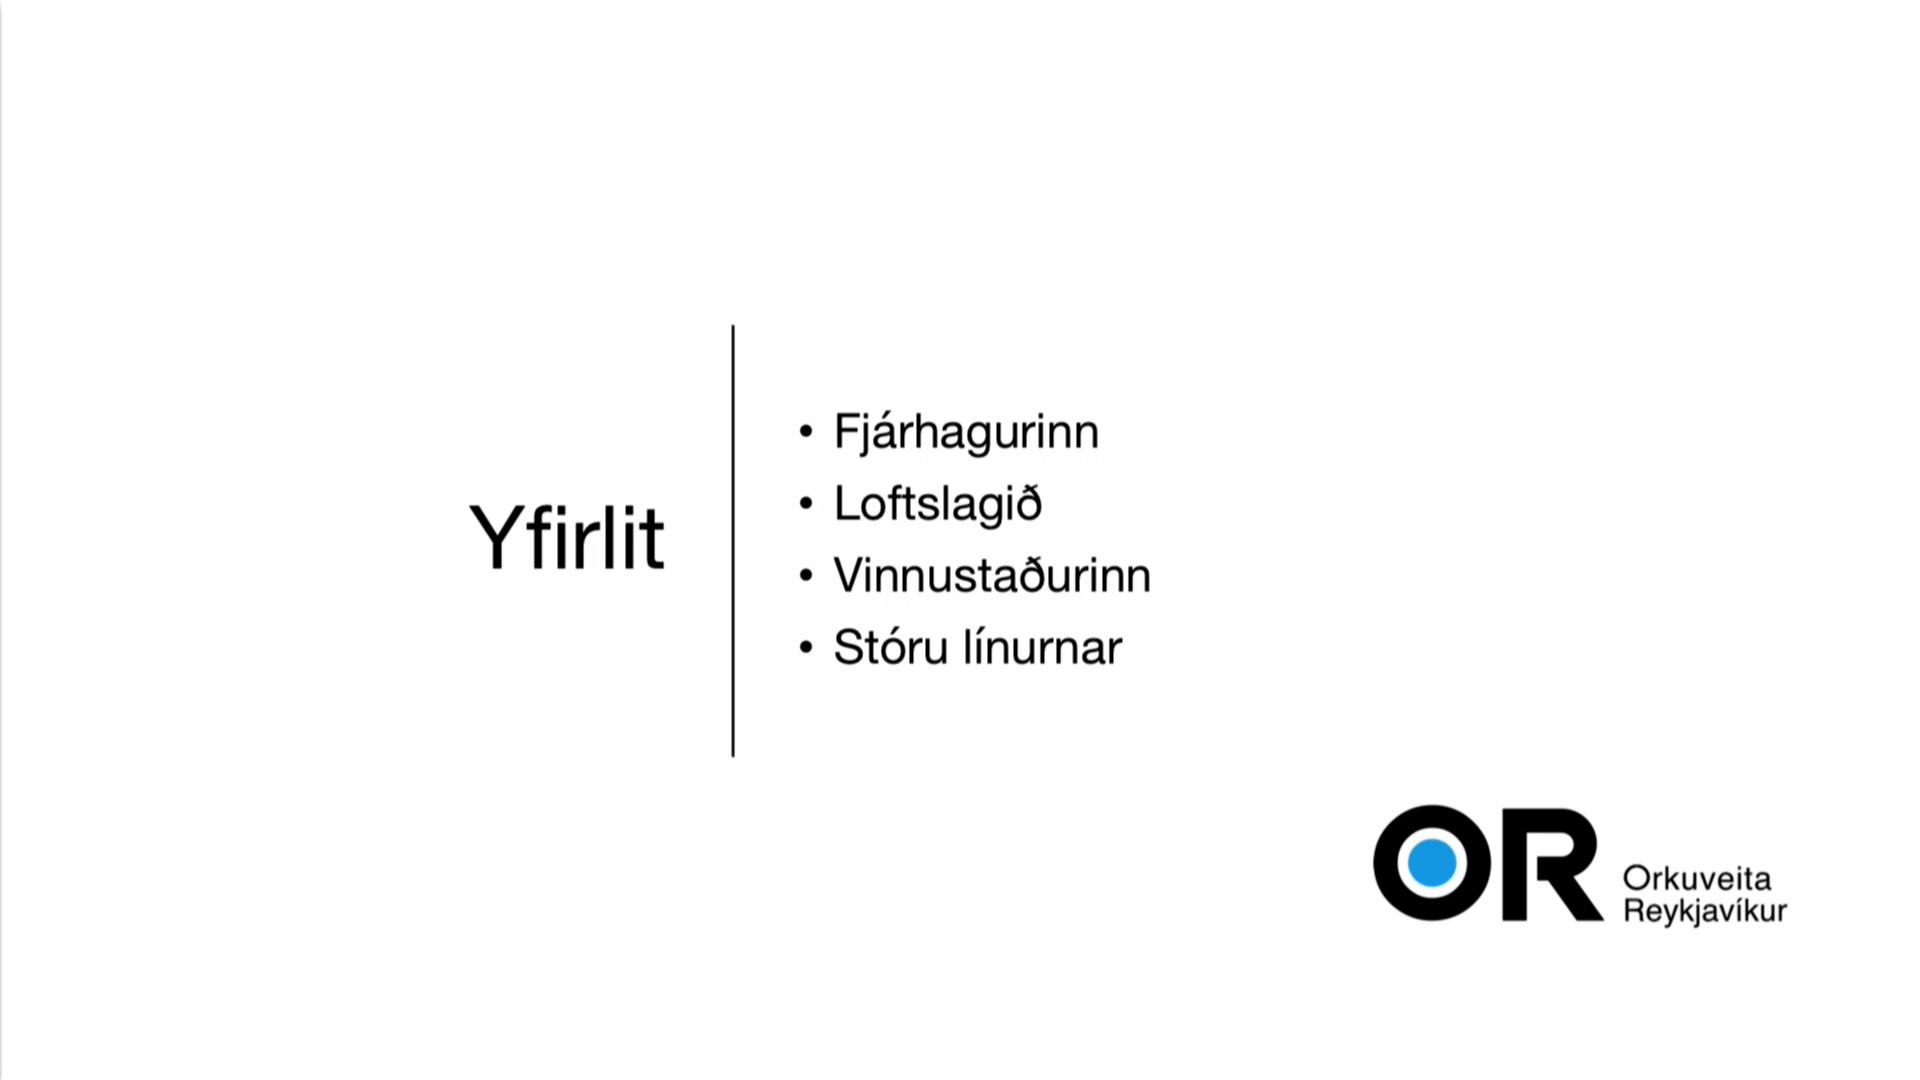 Yfirlit
• Fjárhagurinn
• Loftslagið
• Vinnustaðurinn
• Stóru línurnar
OR
Orkuveita
Reykjavíkur